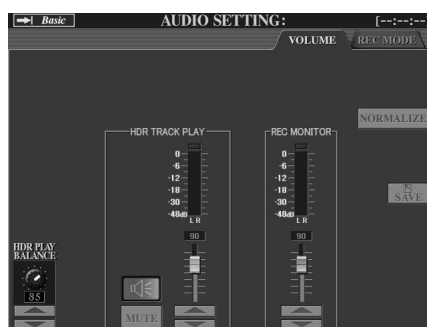 Basic AUDIO SETTING: [--:--:--
VOLUME REC MODE
NORMALIZE
HDR TRACK PLAY REC MONITOR
0 0
-6 -6
-12 -12
-18 -18
-30 -30
-48dB -48dB
L R L R
SAVE
90 90
HDR PLAY
BALANCE
85
MUTE